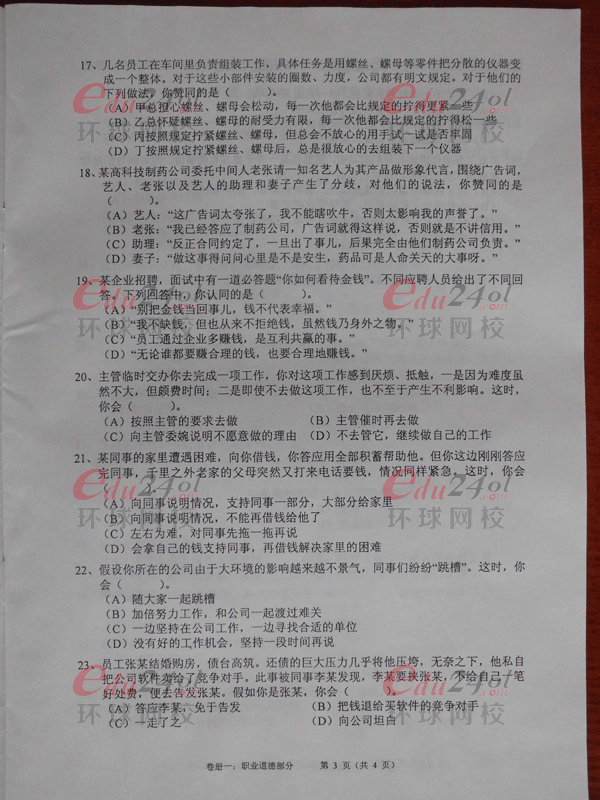 17、几名员工在车间里负责组装工作，具体任务是用螺丝、螺母等零件把分散的仪器变
成一个整体。对于这些小部件安装的圈数、力度，公司都有明文规定。对于他们的
下列做法，你赞同的是（　　）。
（A）甲总担心螺丝、螺母会松动，每一次他都会比规定的拧得更紧一些
（B）乙总怀疑螺丝、螺母的耐受力有限，每一次他都会比规定的拧得松一些
（C）丙按照规定拧紧螺丝、螺母，但总会不放心的用手试一试是否牢固
（D）丁按照规定拧紧螺丝、螺母后，总是很放心的去组装下一个仪器
18、某高科技制药公司委托中间人老张请一知名艺人为其产品做形象代言，围绕广告词，
艺人、老张以及艺人的助理和妻子产生了分歧，对他们的说法，你赞同的是
（　　）。
（A）艺人：“这广告词太夸张了，我不能瞎吹牛，否则太影响我的声誉了。”
（B）老张：“我已经答应了制药公司，广告词就得这样说，否则就是不讲信用。”
（C）助理：“反正合同约定了，一旦出了事儿，后果完全由他们制药公司负责。”
（D）妻子：“做这事得问问心里是不是安生，药品可是人命关天的大事呀。”
19、某企业招聘，面试中有一道必答题“你如何看待金钱”。不同应聘人员给出了不同回
答。下列回答中，你认同的是（　　）。
（A）“别把金钱当回事儿，钱不代表幸福。”
（B）“我不缺钱，但也从来不拒绝钱，虽然钱乃身外之物。”
（C）“员工通过企业多赚钱，是互利共赢的事。”
（D）“无论谁都要赚合理的钱，也要合理地赚钱。”
20、主管临时交办你去完成一项工作，你对这项工作感到厌烦、抵触，一是因为难度虽
然不大，但颇费时间；二是即使不去做这项工作，也不至于产生不利影响。这时，
你会（　　）。
（A）按照主管的要求去做　　（B）主管催时再去做
（C）向主管委婉说明不愿意做的理由　（D）不去管它，继续做自己的工作
21、某同事的家里遭遇困难，向你借钱，你答应用全部积蓄帮助他。但你这边刚刚答应
完同事，千里之外老家的父母突然又打来电话要钱，情况同样紧急。这时，你会
（　　）。
（A）向同事说明情况，支持同事一部分，大部分给家里
（B）向同事说明情况，不能再借钱给他了
（C）左右为难，对同事先拖一拖再说
（D）会拿自己的钱支持同事，再借钱解决家里的困难
22、假设你所在的公司由于大环境的影响越来越不景气，同事们纷纷“跳槽”。这时，你
会（　　）。
（A）随大家一起跳槽
（B）加倍努力工作，和公司一起渡过难关
（C）一边坚持在公司工作，一边寻找合适的单位
（D）没有好的工作机会，坚持一段时间再说
23、员工张某结婚购房，债台高筑。还债的巨大压力几乎将他压垮，无奈之下，他私自
把公司软件卖给了竞争对手。此事被同事李某发现，李某要挟张某，不给自己一笔
好处费，便去告发张某。假如你是张某，你会（　　）。
（A）答应李某，免于告发　　（B）把钱退给买软件的竞争对手
（C）一走了之　　（D）向公司坦白
卷册一：职业道德部分　　第 3 页（共 4 页）
edu24ol
环球网校
edu24ol
环球网校
edu24ol
环球网校
edu24ol
环球网校
edu24ol
环球网校
edu24ol
环球网校
edu24ol
环球网校
edu24ol
环球网校